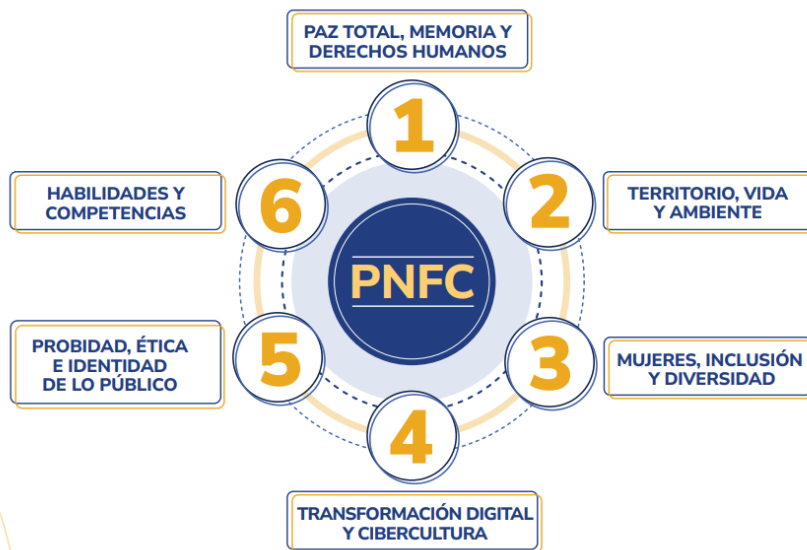 PAZ TOTAL, MEMORIA Y
DERECHOS HUMANOS
1
2
TERRITORIO, VIDA
Y AMBIENTE
3
MUJERES, INCLUSIÓN
Y DIVERSIDAD
4
TRANSFORMACIÓN DIGITAL
Y CIBERCULTURA
5
PROBIDAD, ÉTICA
E IDENTIDAD
DE LO PÚBLICO
6
HABILIDADES Y
COMPETENCIAS
PNFC